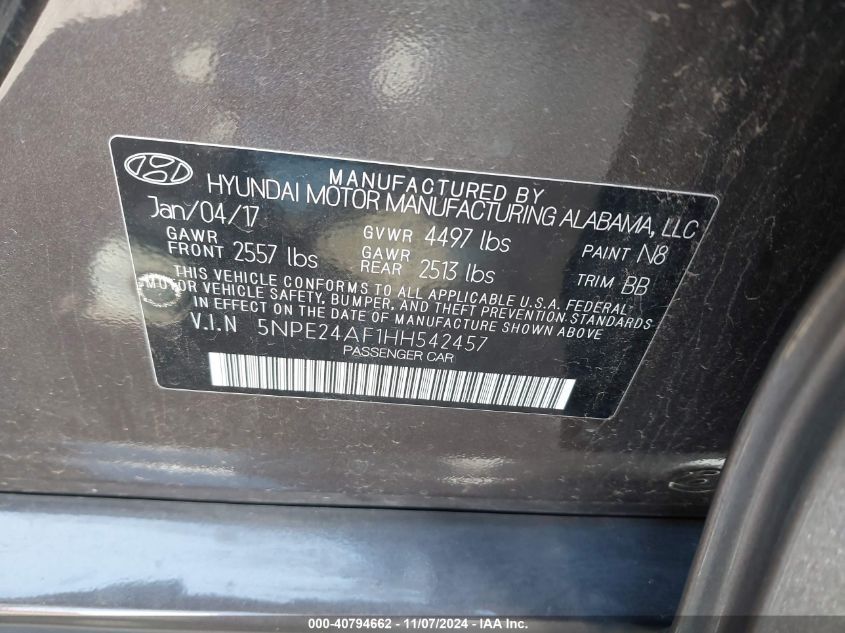 MANUFACTURED BY
HYUNDAI MOTOR MANUFACTURING ALABAMA, LLC
Jan/04/17 GVWR 4497 lbs PAINT N8
GAWR FRONT 2557 lbs GAWR REAR 2513 lbs TRIM BB
THIS VEHICLE CONFORMS TO ALL APPLICABLE U.S.A. FEDERAL
MOTOR VEHICLE SAFETY, BUMPER, AND THEFT PREVENTION STANDARDS
IN EFFECT ON THE DATE OF MANUFACTURE SHOWN ABOVE.
V.I.N 5NPE24AF1HH542457
PASSENGER CAR
000-40794662 - 11/07/2024 - IAAI Inc.